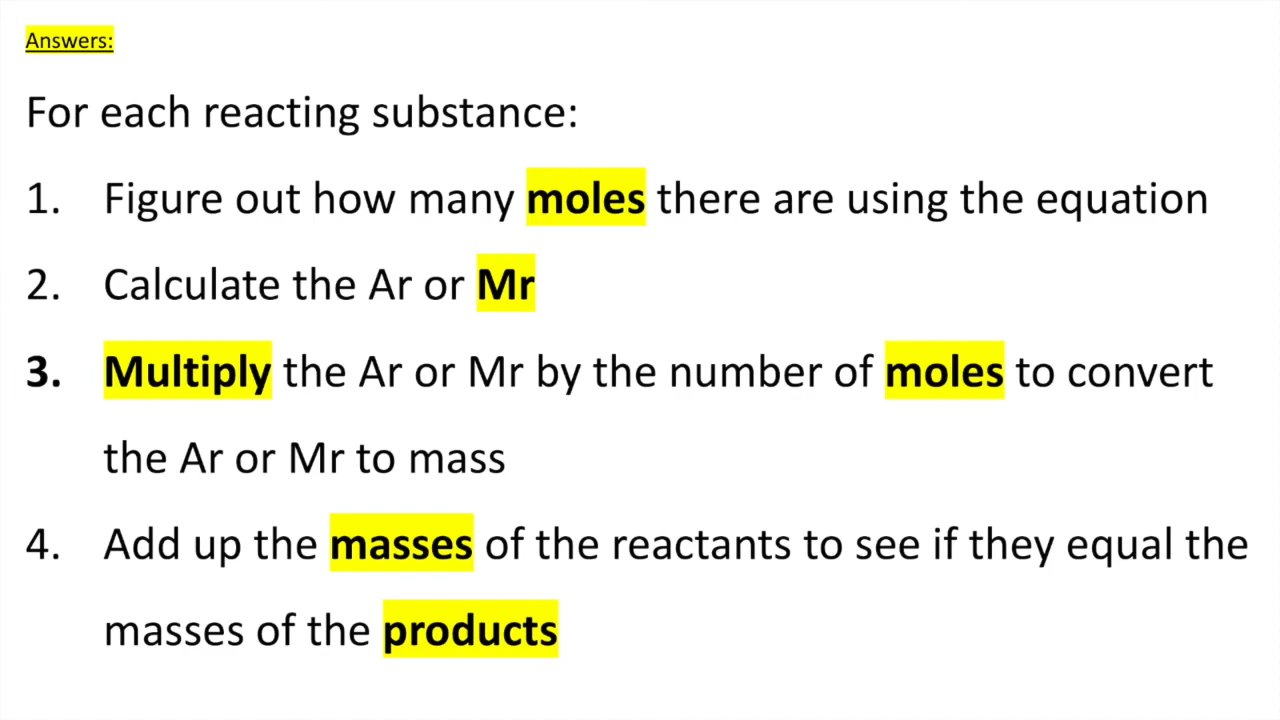 Answers:
For each reacting substance:
1. Figure out how many moles there are using the equation
2. Calculate the Ar or Mr
3. Multiply the Ar or Mr by the number of moles to convert
the Ar or Mr to mass
4. Add up the masses of the reactants to see if they equal the
masses of the products